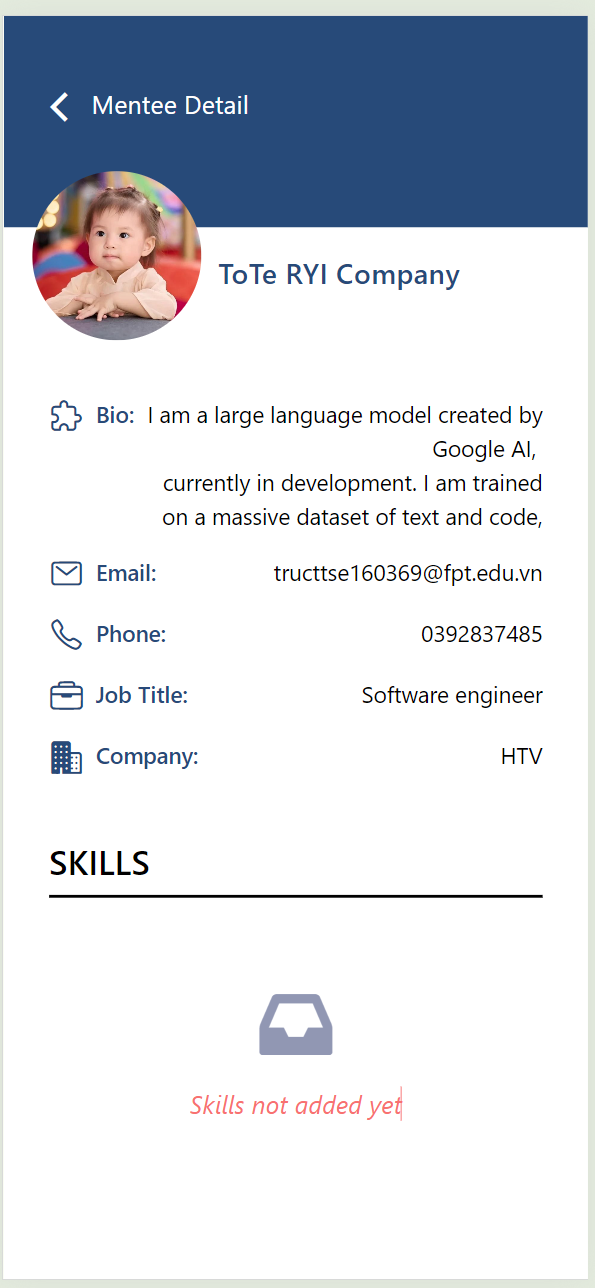 Mentee Detail
ToTe RYI Company
Bio: I am a large language model created by
Google AI,
currently in development. I am trained
on a massive dataset of text and code,
Email: tructtse160369@fpt.edu.vn
Phone: 0392837485
Job Title: Software engineer
Company: HTV
SKILLS
Skills not added yet